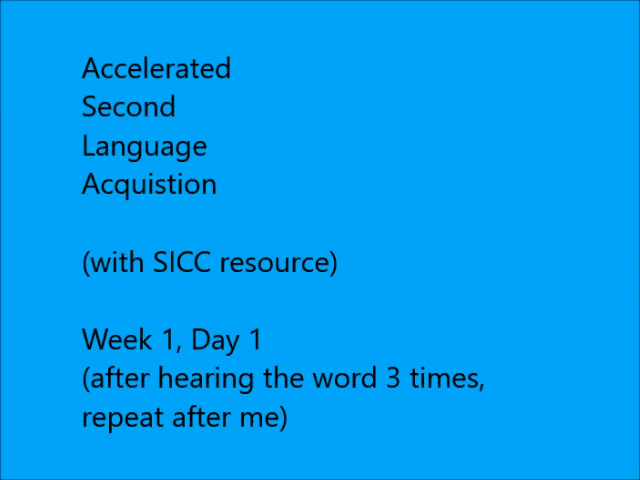 Accelerated
Second
Language
Acquistion
(with SICC resource)
Week 1, Day 1
(after hearing the word 3 times,
repeat after me)